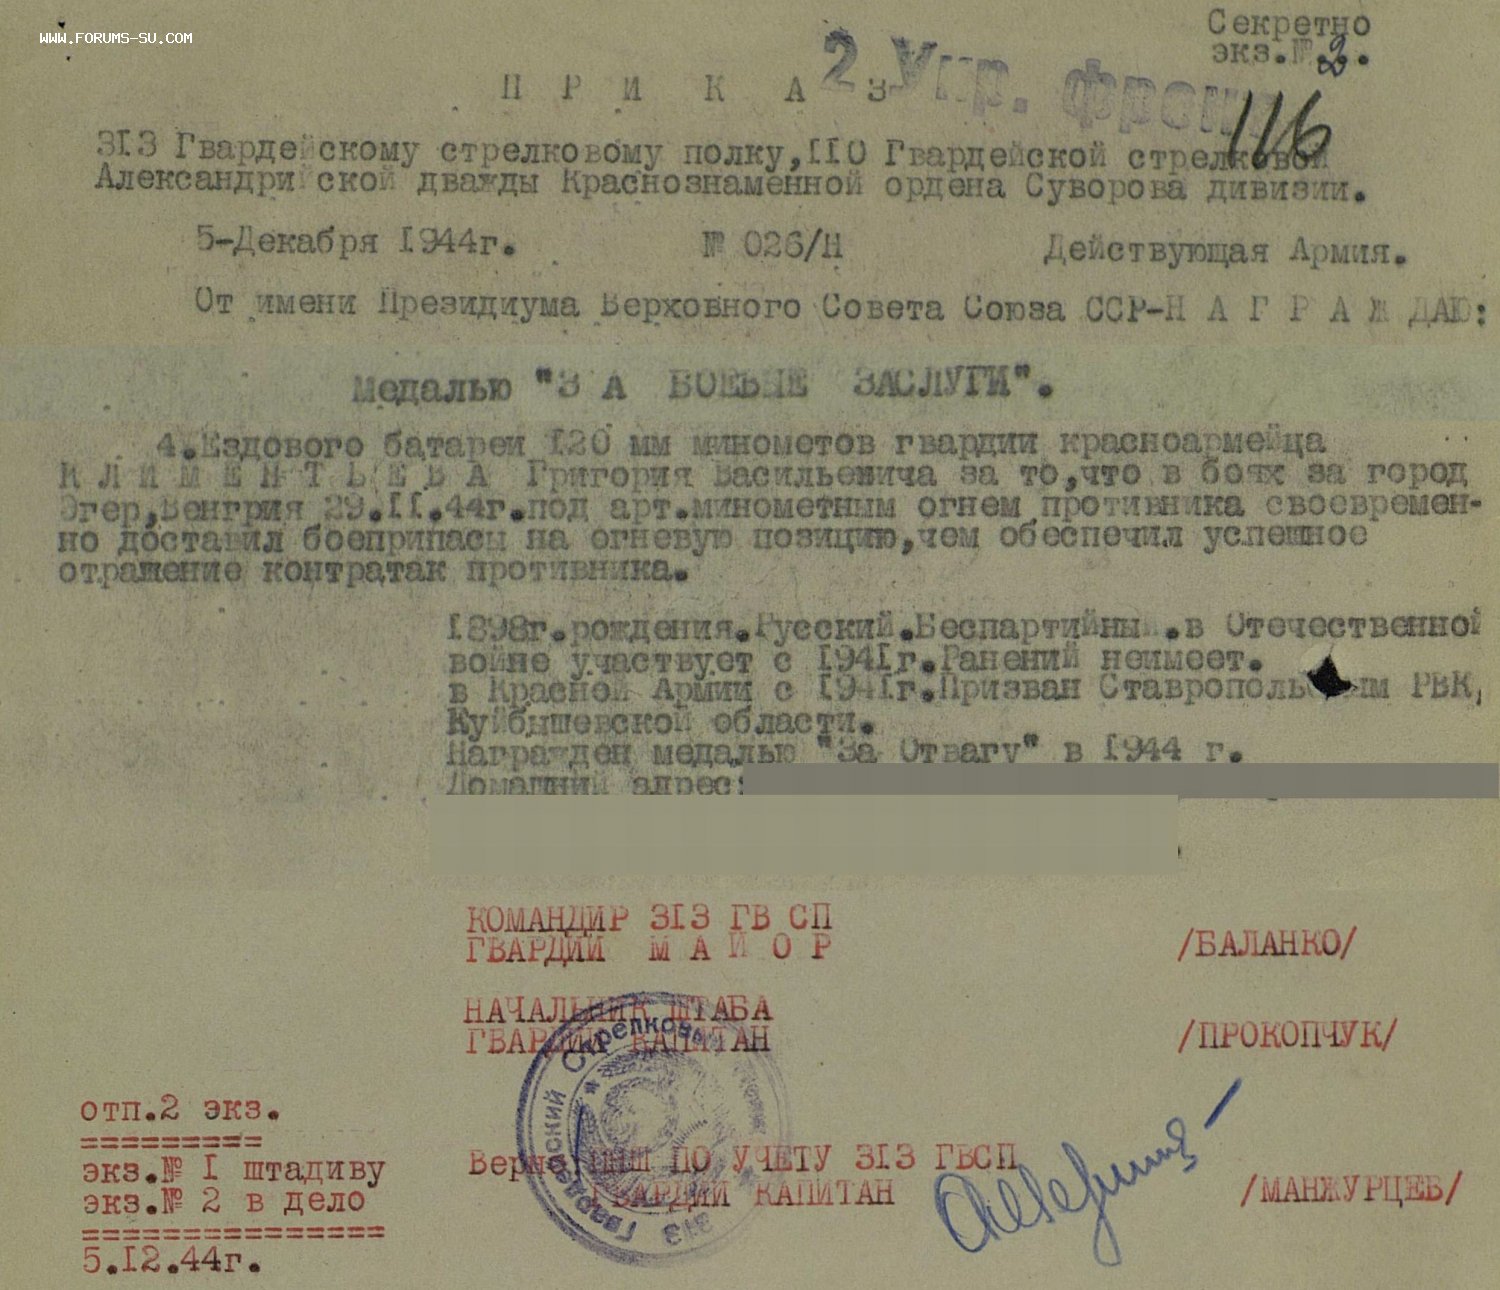 WWW.FORUMS-SU.COM
Секретно
экз.№ 2.
2 Укр. фронт
П Р И К А З
116
313 Гвардейскому стрелковому полку,110 Гвардейской стрелковой
Александрийской дважды Краснознаменной ордена Суворова дивизии.
5-Декабря 1944г. № 026/Н Действующая Армия.
От имени Президиума Верховного Совета Союза ССР-Н А Г Р А Ж ДАЮ:
Медалью "З А БОЕВЫЕ ЗАСЛУГИ".
4.Ездового батареи 120 мм минометов гвардии красноармейца
К Л И М Е Н Т Ь Е В А Григория Васильевича за то,что в боях за город
Эгер,Венгрия 29.11.44г.под арт.минометным огнем противника своевремен-
но доставил боеприпасы на огневую позицию,чем обеспечил успешное
отражение контратак противника.
1898г.рождения.Русский.Беспартийный.в Отечественной
войне участвует с 1941г.Ранений неимеет.
в Красной Армии с 1941г.Призван Ставропольским РВК,
Куйбышевской области.
Награжден медалью "За Отвагу" в 1944 г.
Домашний адрес:
КОМАНДИР 313 ГВ СП
ГВАРДИИ М А Й О Р /БАЛАНКО/
НАЧАЛЬНИК ШТАБА
ГВАРДИИ КАПИТАН /ПРОКОПЧУК/
313 Гвардейский Стрелковый
отп.2 экз.
=========
экз.№ 1 штадиву
экз.№ 2 в дело
===============
5.12.44г.
Верно: ПНШ ПО УЧЕТУ 313 ГВСП
ГВАРДИИ КАПИТАН /МАНЖУРЦЕВ/